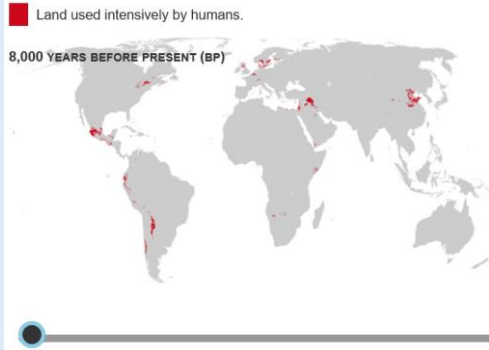 Land used intensively by humans.
8,000 YEARS BEFORE PRESENT (BP)